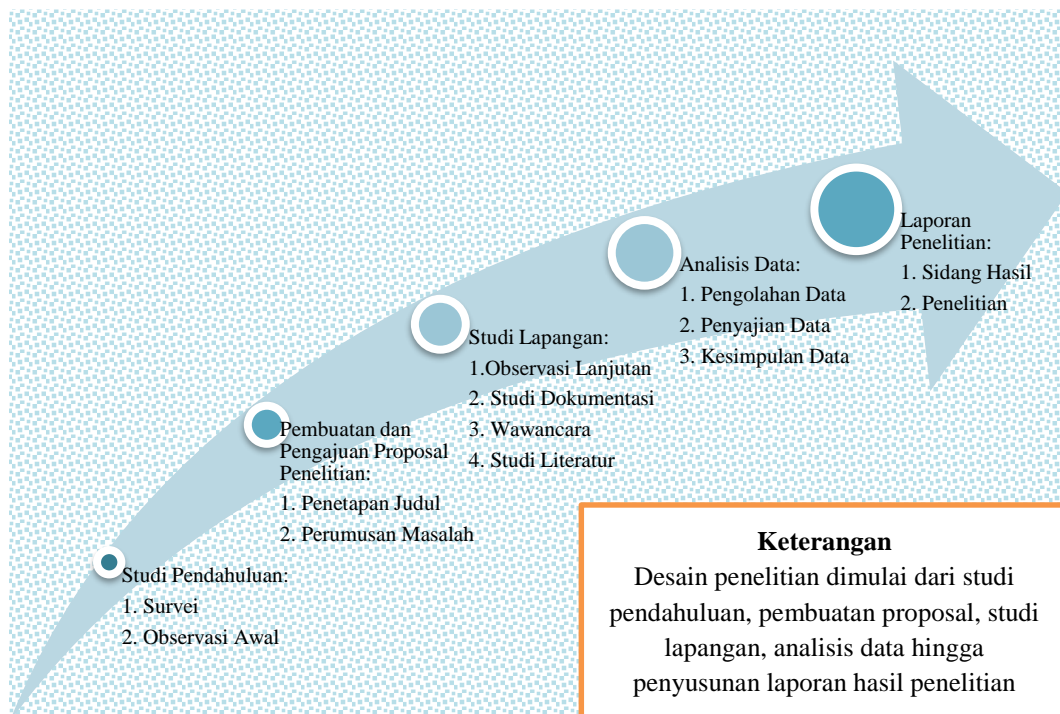 Studi Pendahuluan:
1. Survei
2. Observasi Awal
Pembuatan dan
Pengajuan Proposal
Penelitian:
1. Penetapan Judul
2. Perumusan Masalah
Studi Lapangan:
1.Observasi Lanjutan
2. Studi Dokumentasi
3. Wawancara
4. Studi Literatur
Analisis Data:
1. Pengolahan Data
2. Penyajian Data
3. Kesimpulan Data
Laporan
Penelitian:
1. Sidang Hasil
2. Penelitian
Keterangan
Desain penelitian dimulai dari studi
pendahuluan, pembuatan proposal, studi
lapangan, analisis data hingga
penyusunan laporan hasil penelitian